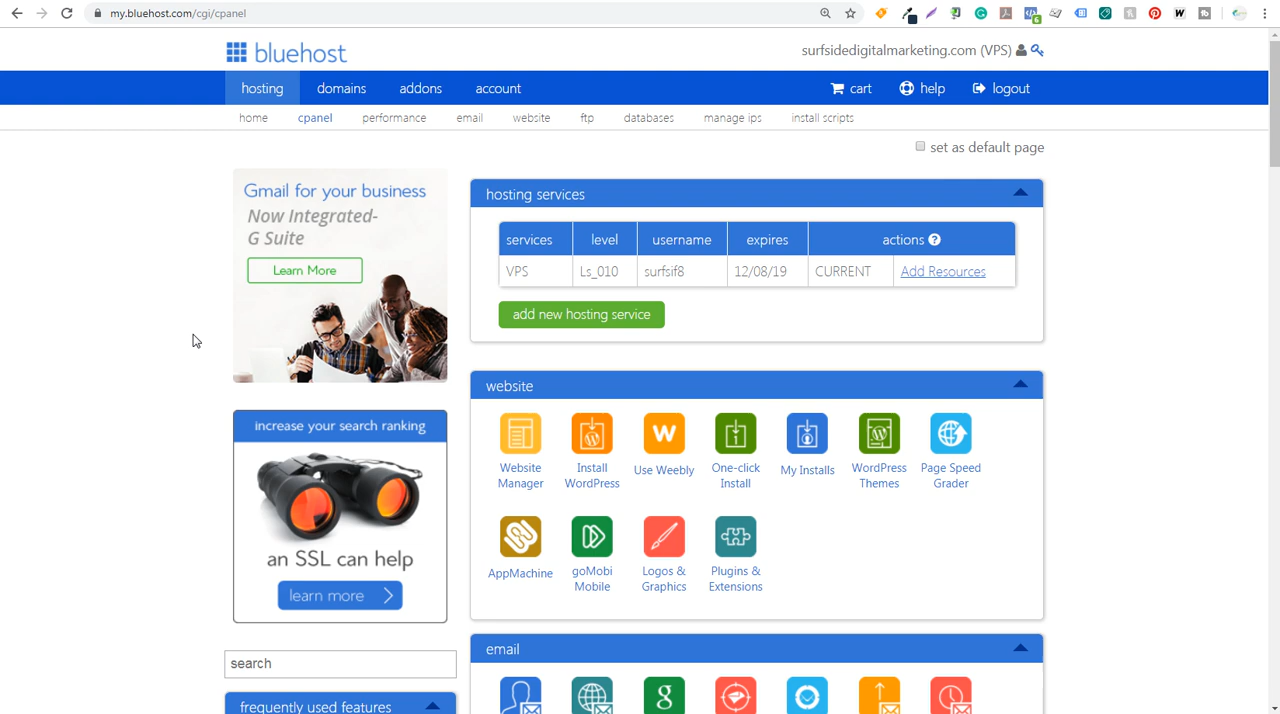 my.bluehost.com/cgi/cpanel
bluehost
surfsidedigitalmarketing.com (VPS)
hosting domains addons account cart help logout
home cpanel performance email website ftp databases manage ips install scripts
set as default page
Gmail for your business
Now Integrated-
G Suite
Learn More
hosting services
services level username expires actions ?
VPS Ls_010 surfsif8 12/08/19 CURRENT Add Resources
add new hosting service
website
Website
Manager
Install
WordPress
Use Weebly
One-click
Install
My Installs
WordPress
Themes
Page Speed
Grader
AppMachine
goMobi
Mobile
Logos &
Graphics
Plugins &
Extensions
increase your search ranking
an SSL can help
learn more
search
frequently used features
email